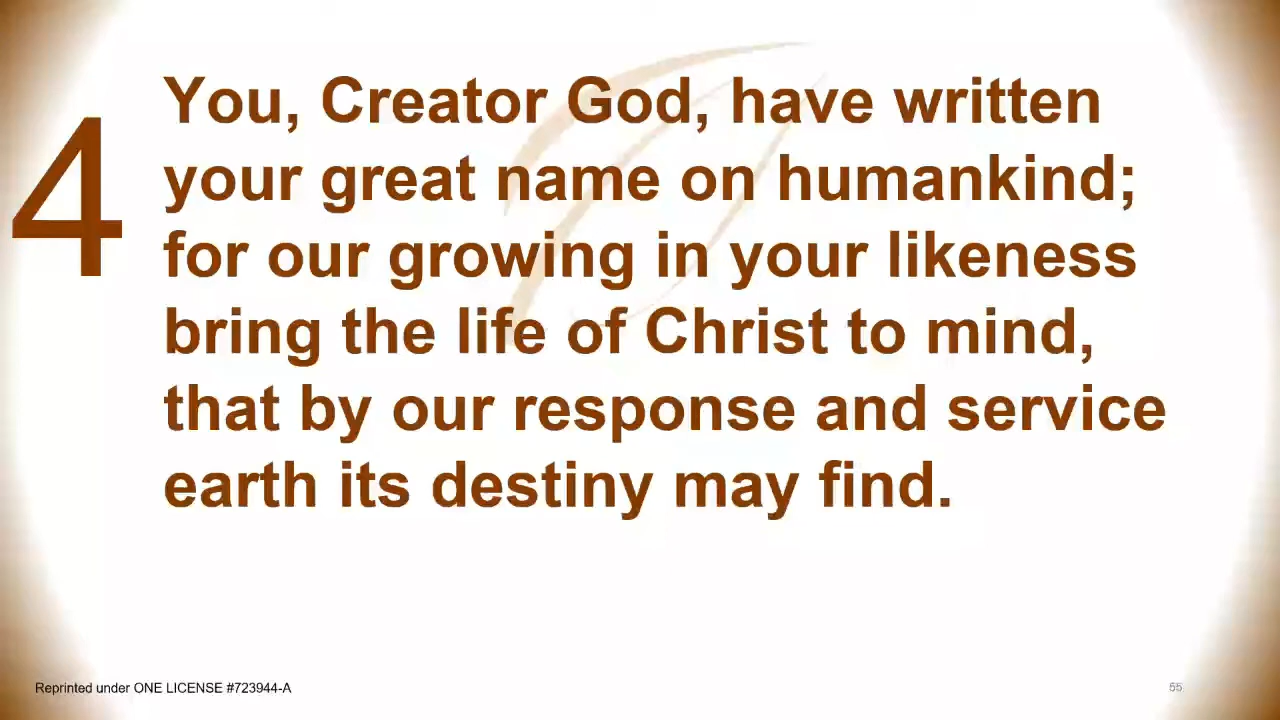 4
You, Creator God, have written
your great name on humankind;
for our growing in your likeness
bring the life of Christ to mind,
that by our response and service
earth its destiny may find.
Reprinted under ONE LICENSE #723944-A
55